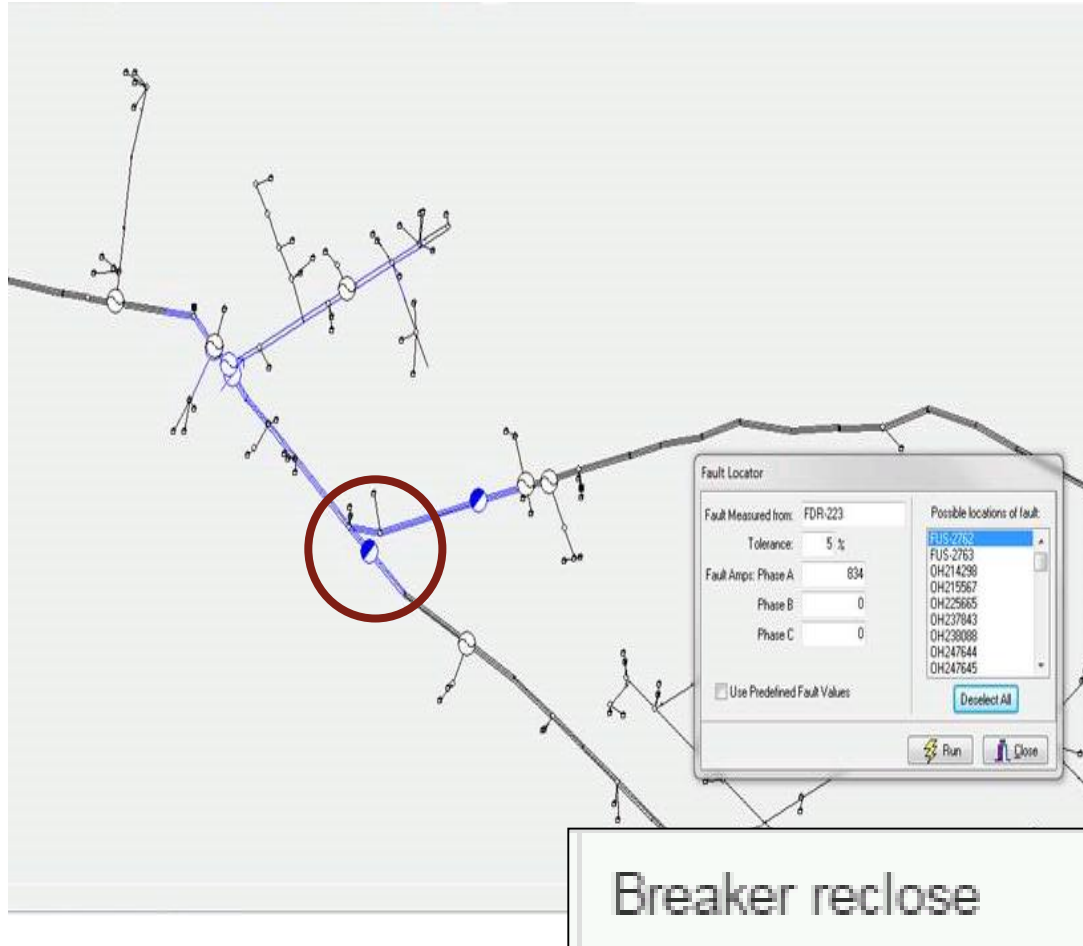 Fault Locator
Fault Measured from: FDR-223
Tolerance: 5 %
Fault Amps: Phase A 834
Phase B 0
Phase C 0
Use Predefined Fault Values
Possible locations of fault:
FUS-2762
FUS-2763
OH214298
OH215567
OH225665
OH237843
OH238088
OH247644
OH247645
Deselect All
Run
Close
Breaker reclose